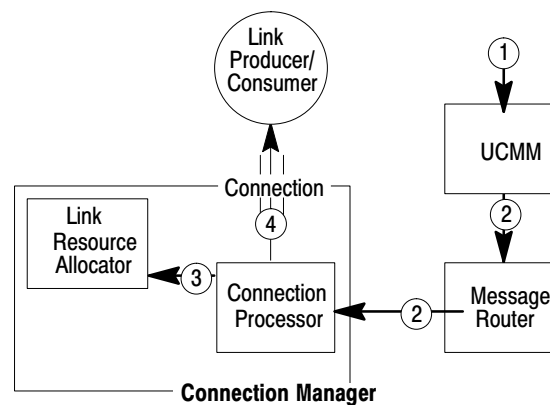 Link
Producer/
Consumer
1
UCMM
Connection
2
4
Link
Resource
Allocator
3
Connection
Processor
2
Message
Router
Connection Manager